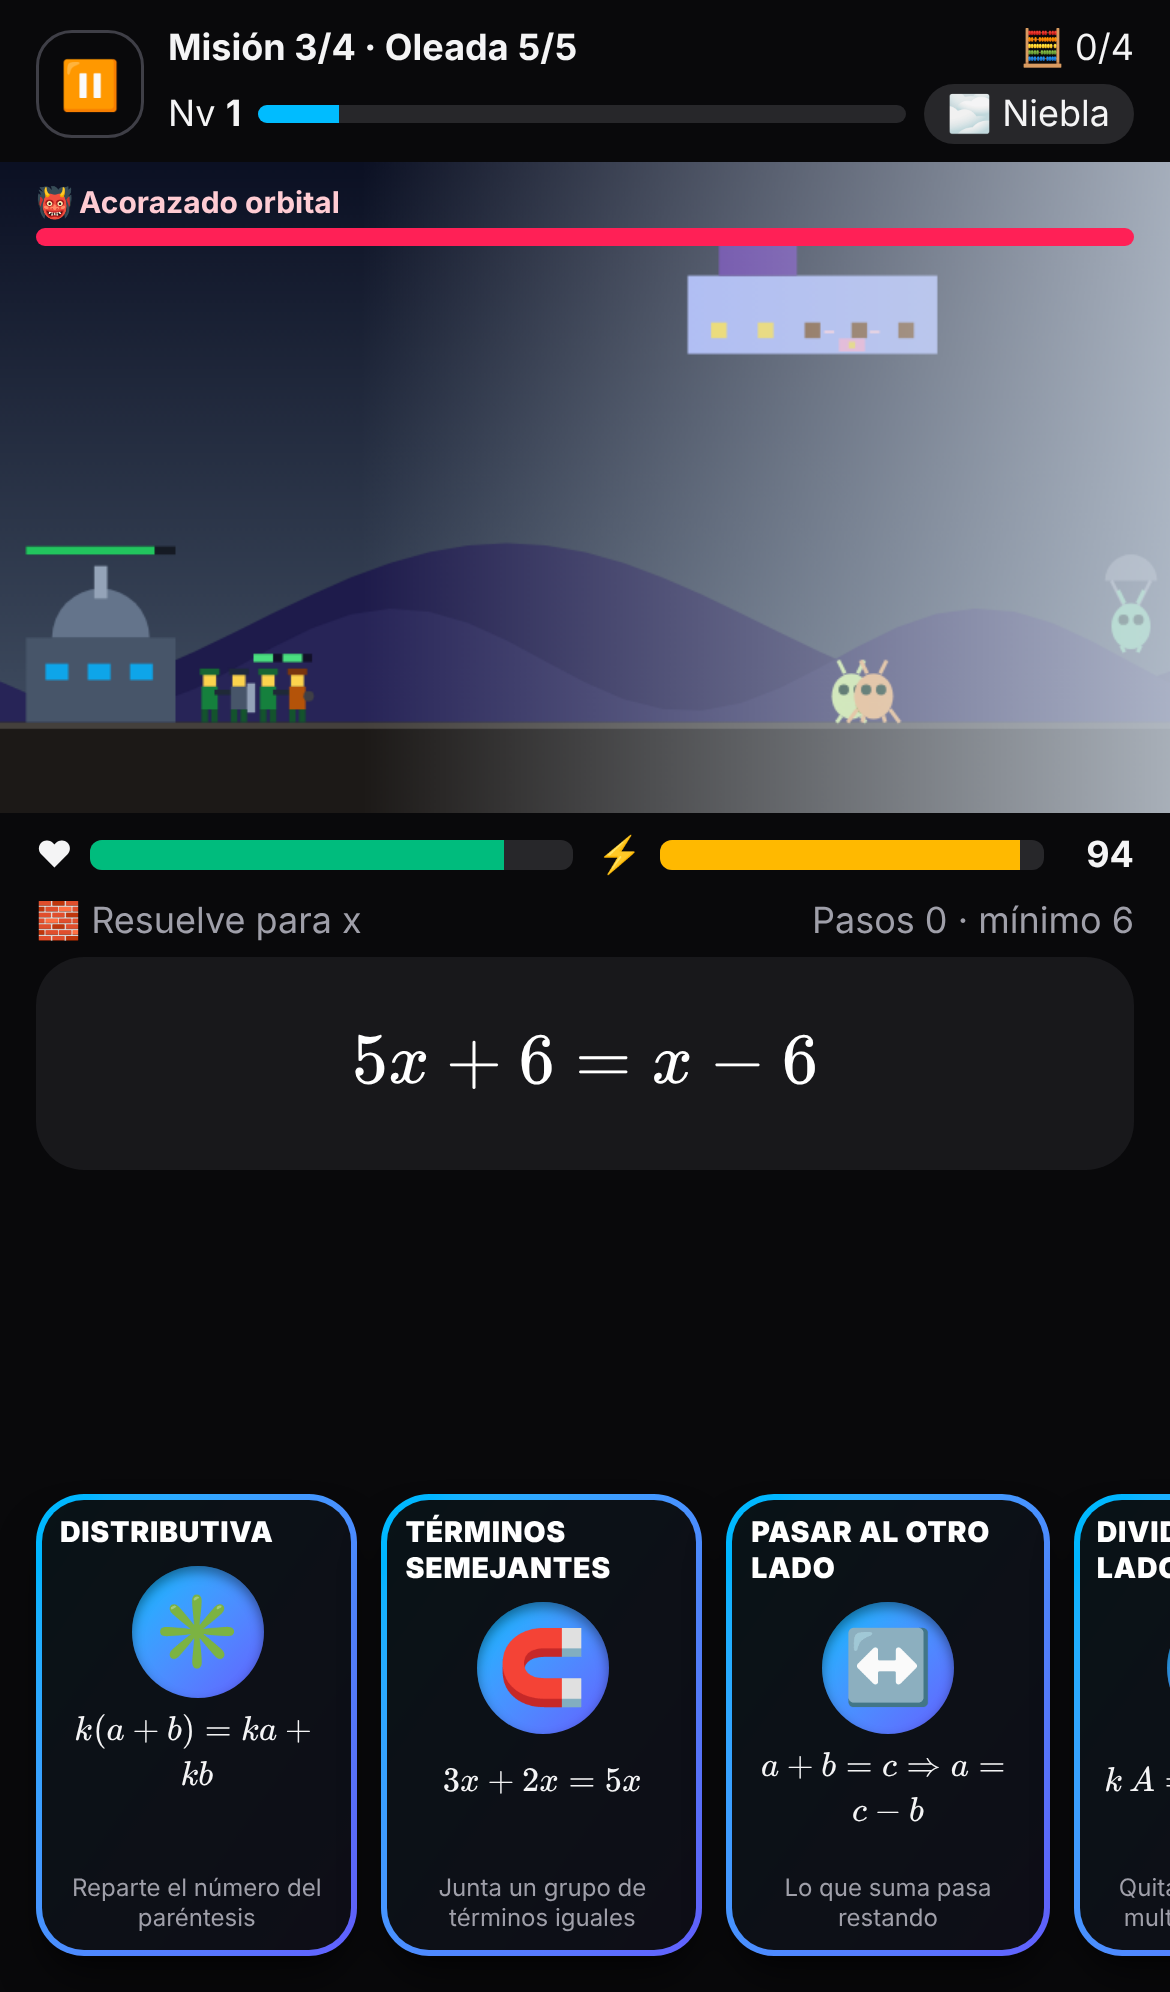 Misión 3/4 · Oleada 5/5
🧮 0/4
Nv 1
🌫️ Niebla
👹 Acorazado orbital
94
🧱 Resuelve para x
Pasos 0 · mínimo 6
5x + 6 = x − 6
DISTRIBUTIVA
k(a + b) = ka +
kb
Reparte el número del
paréntesis
TÉRMINOS
SEMEJANTES
3x + 2x = 5x
Junta un grupo de
términos iguales
PASAR AL OTRO
LADO
a + b = c ⇒ a =
c − b
Lo que suma pasa
restando
k A